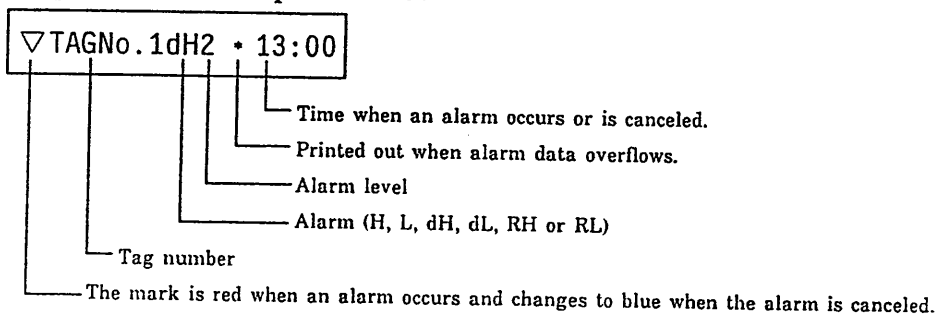 ▽TAGNo.1dH2 * 13:00
Time when an alarm occurs or is canceled.
Printed out when alarm data overflows.
Alarm level
Alarm (H, L, dH, dL, RH or RL)
Tag number
The mark is red when an alarm occurs and changes to blue when the alarm is canceled.